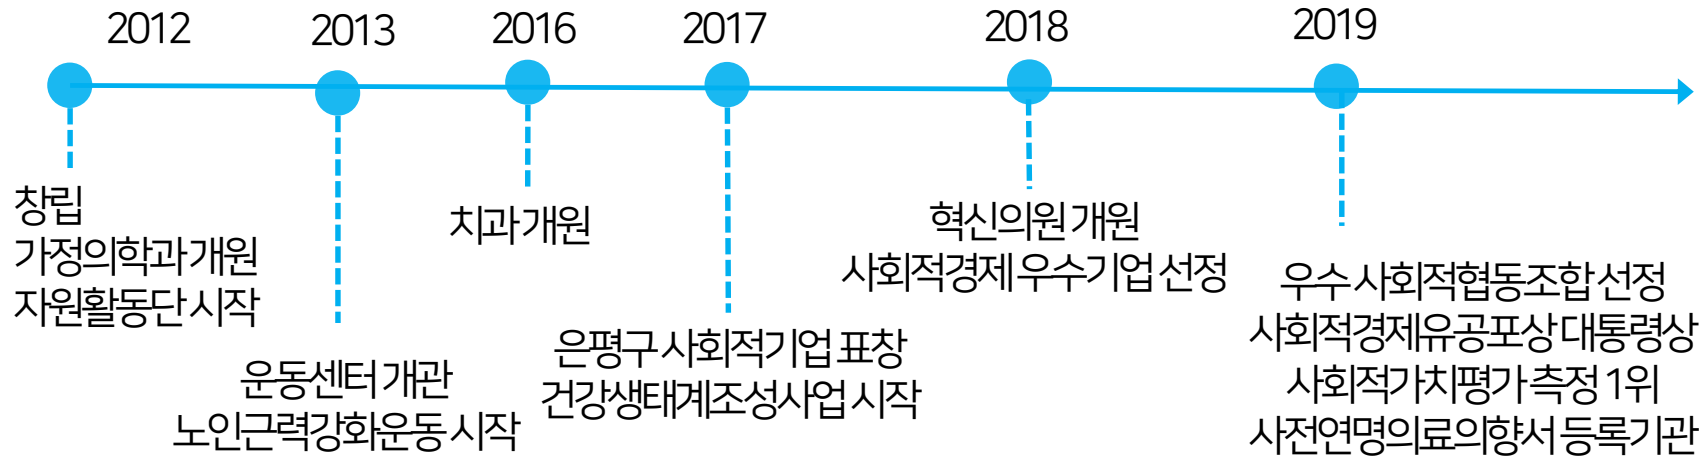 2012
창립
가정의학과 개원
자원활동단 시작
2013
운동센터 개관
노인근력강화운동 시작
2016
치과 개원
2017
은평구 사회적기업 표창
건강생태계조성사업 시작
2018
혁신의원 개원
사회적경제 우수기업 선정
2019
우수 사회적협동조합 선정
사회적경제유공포상 대통령상
사회적가치평가 측정 1위
사전연명의료의향서 등록기관